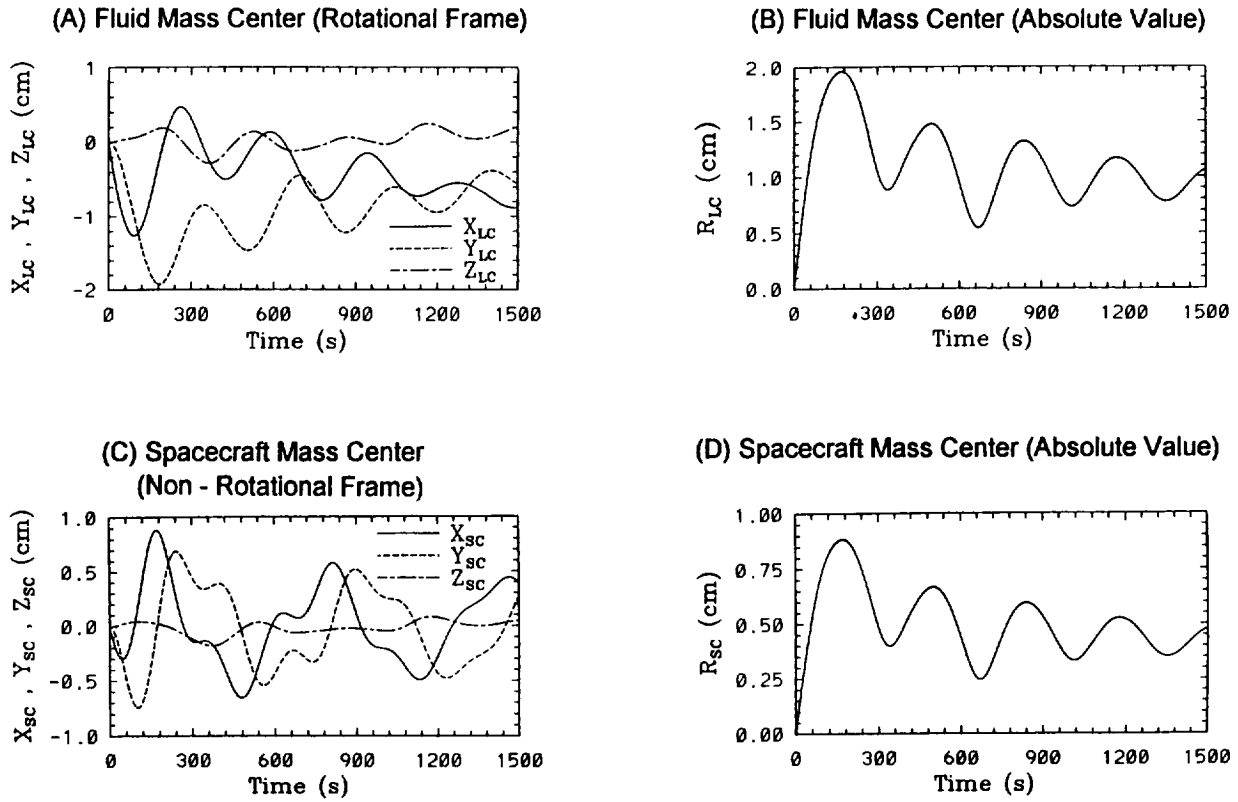 (A) Fluid Mass Center (Rotational Frame)
X_LC , Y_LC , Z_LC (cm)
1
0
-1
-2
X_LC
Y_LC
Z_LC
0 300 600 900 1200 1500
Time (s)
(B) Fluid Mass Center (Absolute Value)
R_LC (cm)
2.0
1.5
1.0
0.5
0.0
0 300 600 900 1200 1500
Time (s)
(C) Spacecraft Mass Center
(Non - Rotational Frame)
X_SC , Y_SC , Z_SC (cm)
1.0
0.5
0.0
-0.5
-1.0
X_SC
Y_SC
Z_SC
0 300 600 900 1200 1500
Time (s)
(D) Spacecraft Mass Center (Absolute Value)
R_SC (cm)
1.00
0.75
0.50
0.25
0.00
0 300 600 900 1200 1500
Time (s)